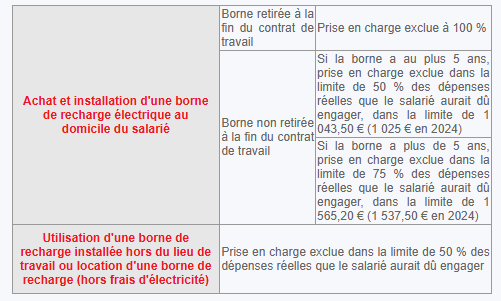 Achat et installation d'une borne
de recharge électrique au
domicile du salarié
Borne retirée à la
fin du contrat de
travail
Prise en charge exclue à 100 %
Borne non retirée
à la fin du contrat
de travail
Si la borne a au plus 5 ans,
prise en charge exclue dans la
limite de 50 % des dépenses
réelles que le salarié aurait dû
engager, dans la limite de 1
043,50 € (1 025 € en 2024)
Si la borne a plus de 5 ans,
prise en charge exclue dans la
limite de 75 % des dépenses
réelles que le salarié aurait dû
engager, dans la limite de 1
565,20 € (1 537,50 € en 2024)
Utilisation d'une borne de
recharge installée hors du lieu de
travail ou location d'une borne de
recharge (hors frais d'électricité)
Prise en charge exclue dans la limite de 50 % des
dépenses réelles que le salarié aurait dû engager